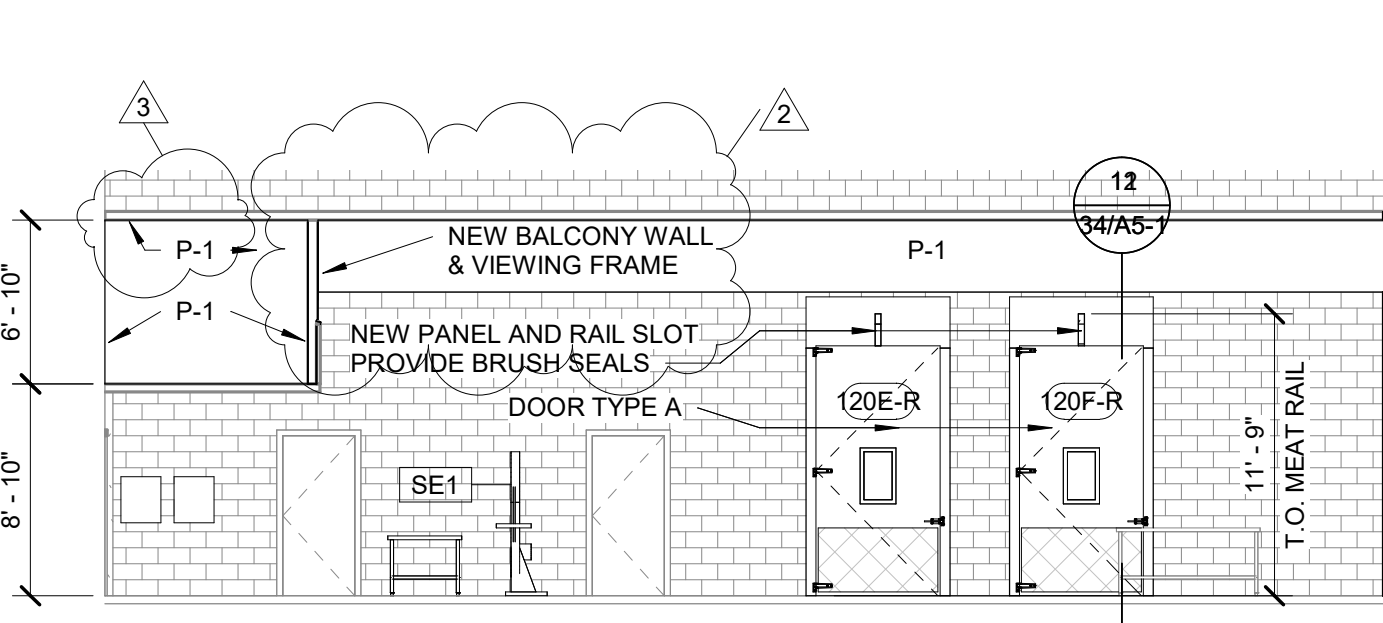 3
2
P-1
NEW BALCONY WALL
& VIEWING FRAME
P-1
34/A5-1
6' - 10"
P-1
NEW PANEL AND RAIL SLOT
PROVIDE BRUSH SEALS
DOOR TYPE A
120E-R
120F-R
8' - 10"
SE1
11' - 9"
T.O. MEAT RAIL